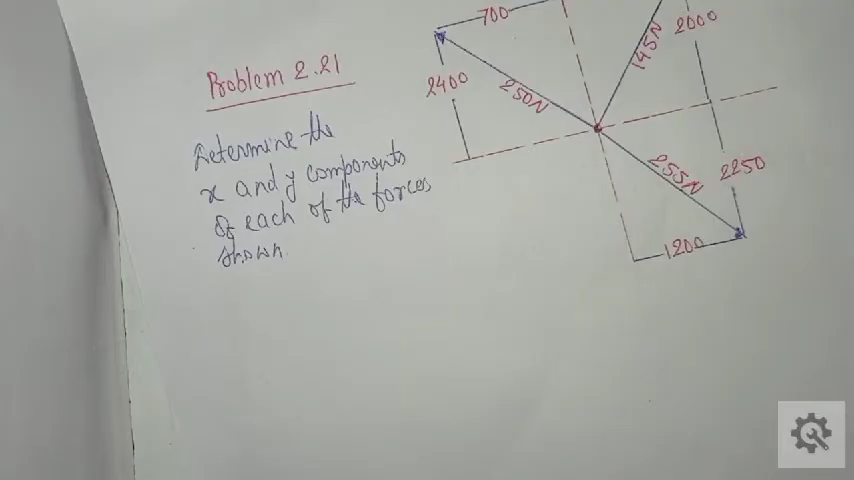 Problem 2.21
Determine the
x and y components
of each of the forces
shown.
700
2400
250N
145N
2000
255N
2250
1200